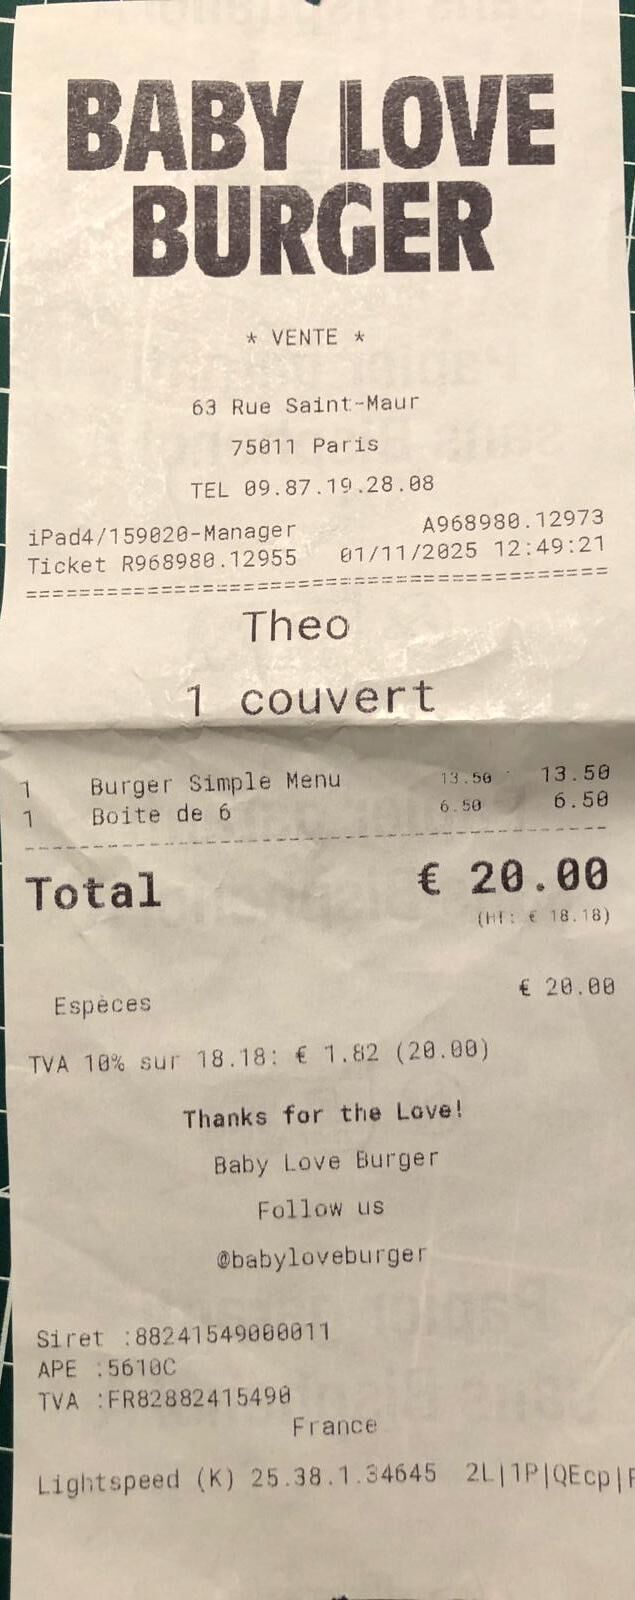 BABY LOVE
BURGER
* VENTE *
63 Rue Saint-Maur
75011 Paris
TEL 09.87.19.28.08
iPad4/159020-Manager A968980.12973
Ticket R968980.12955 01/11/2025 12:49:21
Theo
1 couvert
1 Burger Simple Menu 13.50 13.50
1 Boite de 6 6.50 6.50
Total € 20.00
(HT: € 18.18)
Espèces € 20.00
TVA 10% sur 18.18: € 1.82 (20.00)
Thanks for the Love!
Baby Love Burger
Follow us
@babyloveburger
Siret :88241549000011
APE :5610C
TVA :FR82882415490
France
Lightspeed (K) 25.38.1.34645 2L|1P|QEcp|